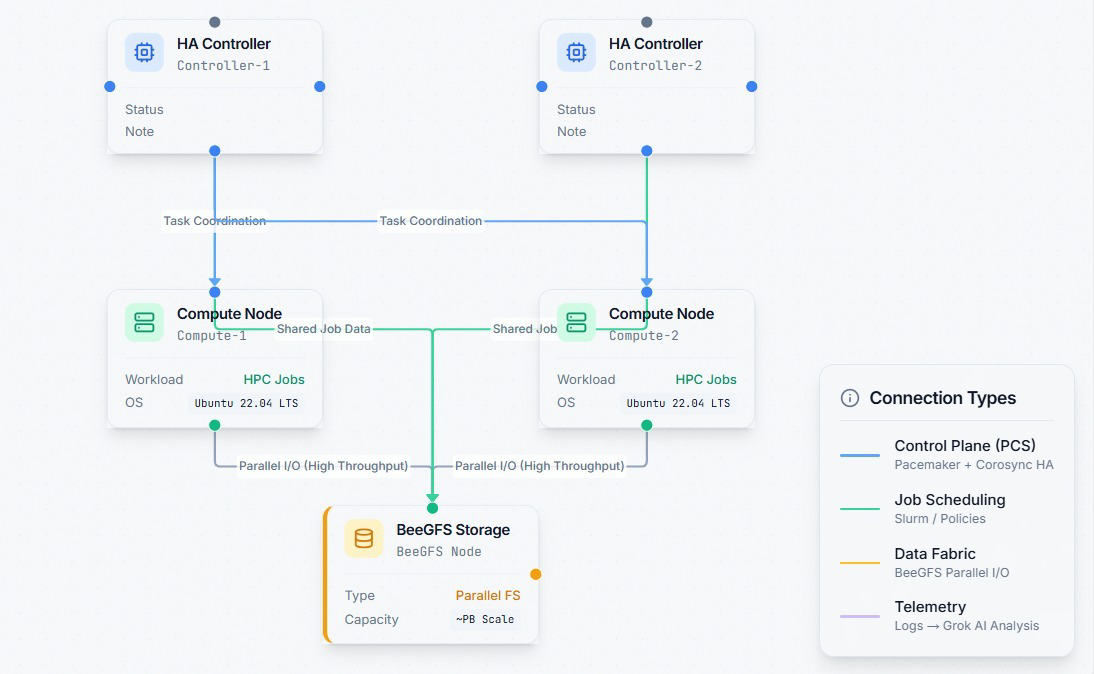 HA Controller
Controller-1
Status
Note
HA Controller
Controller-2
Status
Note
Task Coordination
Task Coordination
Compute Node
Compute-1
Shared Job Data
Workload HPC Jobs
OS Ubuntu 22.04 LTS
Shared Job
Compute Node
Compute-2
Workload HPC Jobs
OS Ubuntu 22.04 LTS
Parallel I/O (High Throughput)
Parallel I/O (High Throughput)
BeeGFS Storage
BeeGFS Node
Type Parallel FS
Capacity ~PB Scale
Connection Types
Control Plane (PCS)
Pacemaker + Corosync HA
Job Scheduling
Slurm / Policies
Data Fabric
BeeGFS Parallel I/O
Telemetry
Logs → Grok AI Analysis